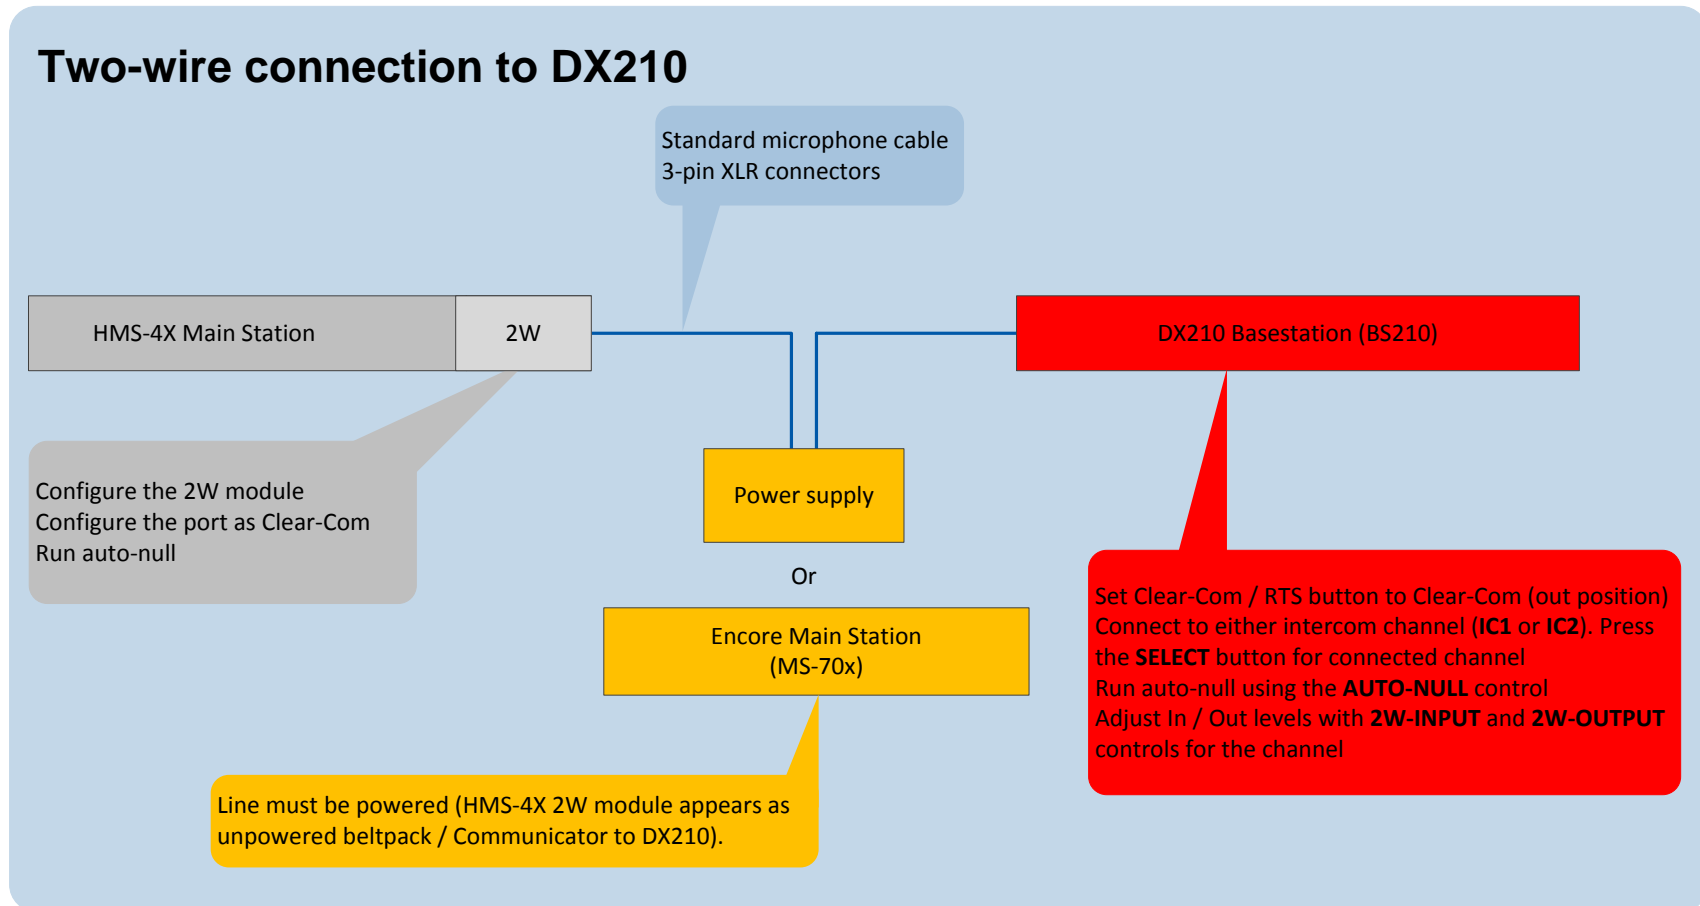 Two-wire connection to DX210
Standard microphone cable
3-pin XLR connectors
HMS-4X Main Station
2W
DX210 Basestation (BS210)
Configure the 2W module
Configure the port as Clear-Com
Run auto-null
Power supply
Or
Encore Main Station
(MS-70x)
Set Clear-Com / RTS button to Clear-Com (out position)
Connect to either intercom channel (IC1 or IC2). Press
the SELECT button for connected channel
Run auto-null using the AUTO-NULL control
Adjust In / Out levels with 2W-INPUT and 2W-OUTPUT
controls for the channel
Line must be powered (HMS-4X 2W module appears as
unpowered beltpack / Communicator to DX210).